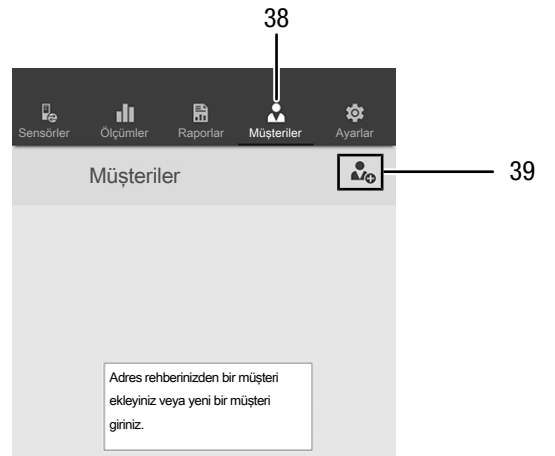 38
Sensörler Ölçümler Raporlar Müşteriler Ayarlar
Müşteriler
39
Adres rehberinizden bir müşteri
ekleyiniz veya yeni bir müşteri
giriniz.